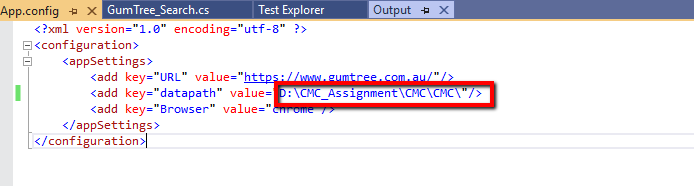 App.config GumTree_Search.cs Test Explorer Output
<?xml version="1.0" encoding="utf-8" ?>
<configuration>
<appSettings>
<add key="URL" value="https://www.gumtree.com.au/"/>
<add key="datapath" value="D:\CMC_Assignment\CMC\CMC\"/>
<add key="Browser" value="chrome"/>
</appSettings>
</configuration>